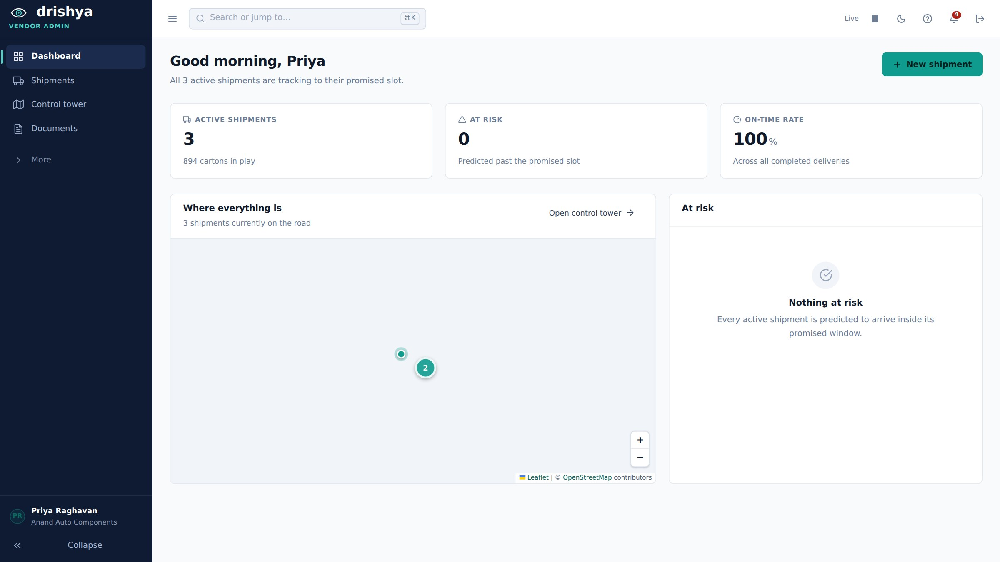 drishya
VENDOR ADMIN
Dashboard
Shipments
Control tower
Documents
More
Priya Raghavan
PR
Anand Auto Components
Collapse
Search or jump to...
⌘K
Live
4
Good morning, Priya
All 3 active shipments are tracking to their promised slot.
+ New shipment
ACTIVE SHIPMENTS
3
894 cartons in play
AT RISK
0
Predicted past the promised slot
ON-TIME RATE
100%
Across all completed deliveries
Where everything is
3 shipments currently on the road
Open control tower →
2
+
−
Leaflet | © OpenStreetMap contributors
At risk
Nothing at risk
Every active shipment is predicted to arrive inside its
promised window.